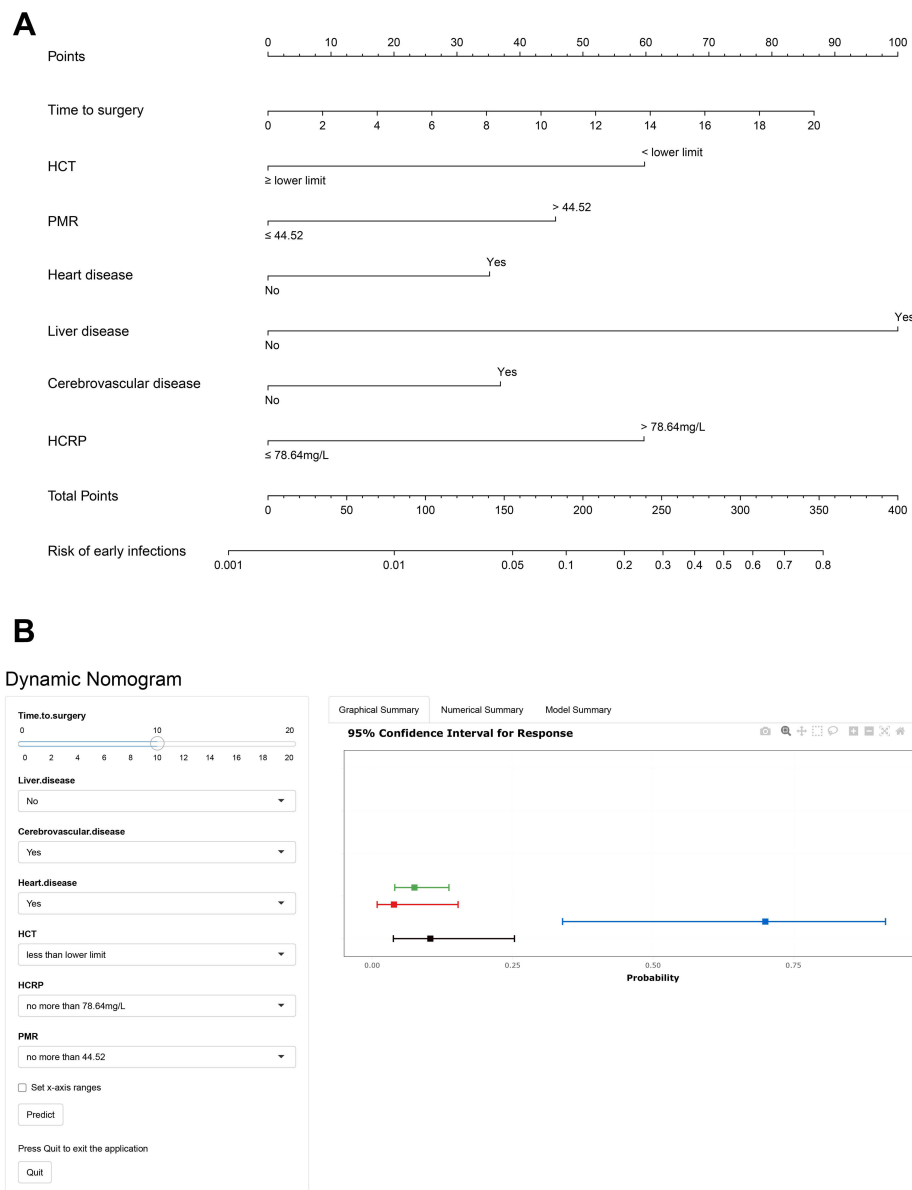 A
Points
0 10 20 30 40 50 60 70 80 90 100
Time to surgery
0 2 4 6 8 10 12 14 16 18 20
HCT
< lower limit
≥ lower limit
PMR
> 44.52
≤ 44.52
Heart disease
Yes
No
Liver disease
Yes
No
Cerebrovascular disease
Yes
No
HCRP
> 78.64mg/L
≤ 78.64mg/L
Total Points
0 50 100 150 200 250 300 350 400
Risk of early infections
0.001 0.01 0.05 0.1 0.2 0.3 0.4 0.5 0.6 0.7 0.8
B
Dynamic Nomogram
Time.to.surgery
0 10 20
0 2 4 6 8 10 12 14 16 18 20
Liver.disease
No
Cerebrovascular.disease
Yes
Heart.disease
Yes
HCT
less than lower limit
HCRP
no more than 78.64mg/L
PMR
no more than 44.52
Set x-axis ranges
Predict
Press Quit to exit the application
Quit
Graphical Summary Numerical Summary Model Summary
95% Confidence Interval for Response
0.00 0.25 0.50 0.75
Probability